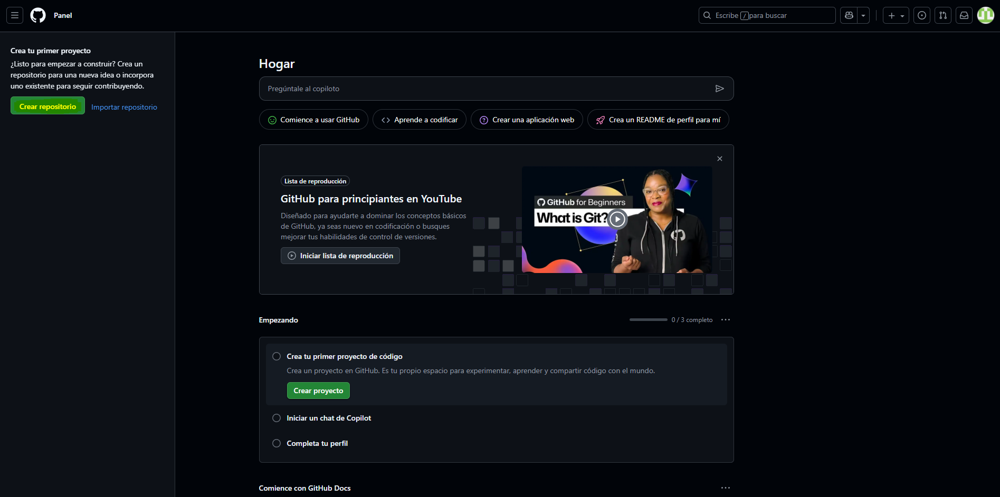 Panel
Escribe / para buscar
Crea tu primer proyecto
¿Listo para empezar a construir? Crea un
repositorio para una nueva idea o incorpora
uno existente para seguir contribuyendo.
Crear repositorio
Importar repositorio
Hogar
Pregúntale al copiloto
Comience a usar GitHub
Aprende a codificar
Crear una aplicación web
Crea un README de perfil para mí
Lista de reproducción
GitHub para principiantes en YouTube
Diseñado para ayudarte a dominar los conceptos básicos
de GitHub, ya seas nuevo en codificación o busques
mejorar tus habilidades de control de versiones.
Iniciar lista de reproducción
GitHub for Beginners
What is Git?
Empezando
0 / 3 completo
Crea tu primer proyecto de código
Crea un proyecto en GitHub. Es tu propio espacio para experimentar, aprender y compartir código con el mundo.
Crear proyecto
Iniciar un chat de Copilot
Completa tu perfil
Comience con GitHub Docs